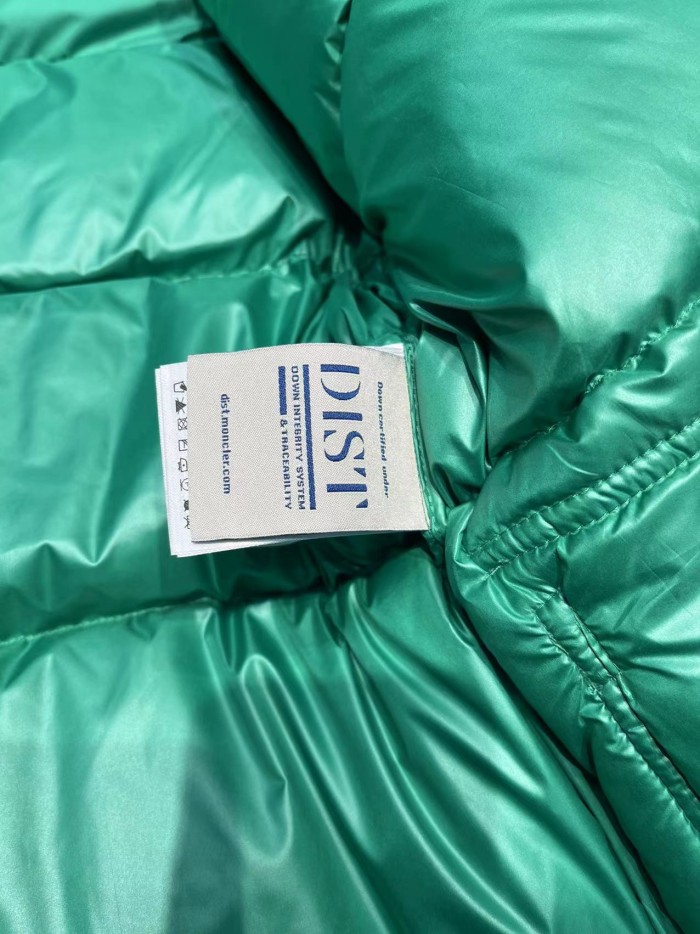 Down certified under
DIST
DOWN INTEGRITY SYSTEM
& TRACEABILITY
dist.moncler.com